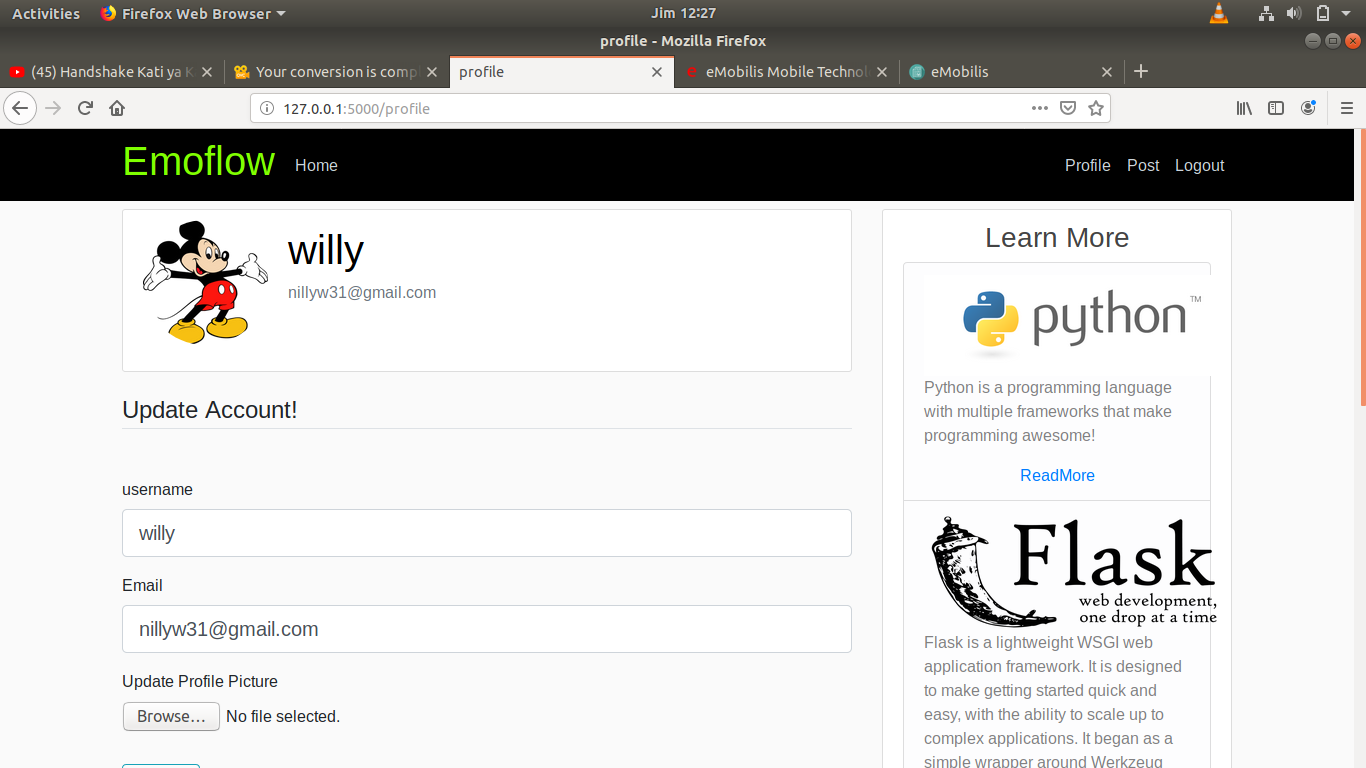 Activities Firefox Web Browser Jim 12:27
profile - Mozilla Firefox
(45) Handshake Kati ya K
Your conversion is comp
profile
eMobilis Mobile Technol
eMobilis
127.0.0.1:5000/profile
Emoflow Home Profile Post Logout
willy
nillyw31@gmail.com
Update Account!
username
willy
Email
nillyw31@gmail.com
Update Profile Picture
Browse... No file selected.
Learn More
python™
Python is a programming language
with multiple frameworks that make
programming awesome!
ReadMore
Flask
web development,
one drop at a time
Flask is a lightweight WSGI web
application framework. It is designed
to make getting started quick and
easy, with the ability to scale up to
complex applications. It began as a
simple wrapper around Werkzeug